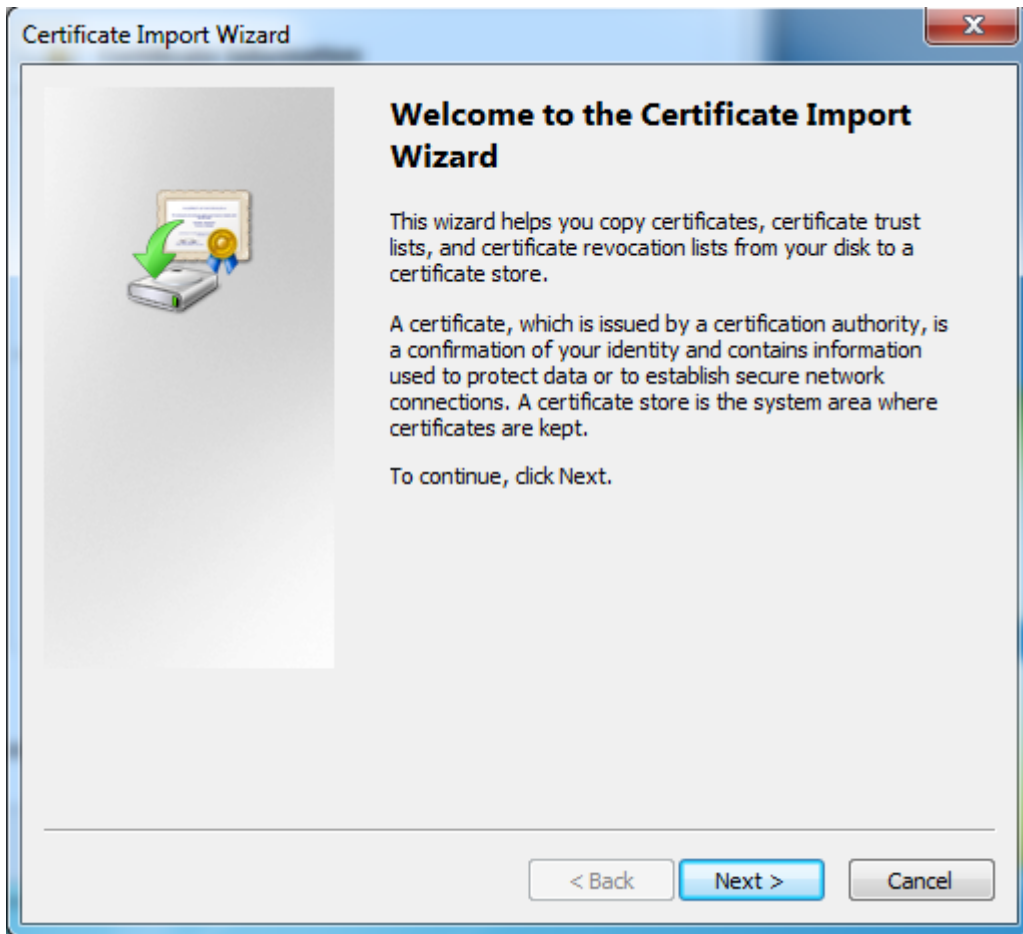 Certificate Import Wizard
Welcome to the Certificate Import
Wizard
This wizard helps you copy certificates, certificate trust
lists, and certificate revocation lists from your disk to a
certificate store.
A certificate, which is issued by a certification authority, is
a confirmation of your identity and contains information
used to protect data or to establish secure network
connections. A certificate store is the system area where
certificates are kept.
To continue, click Next.
< Back
Next >
Cancel